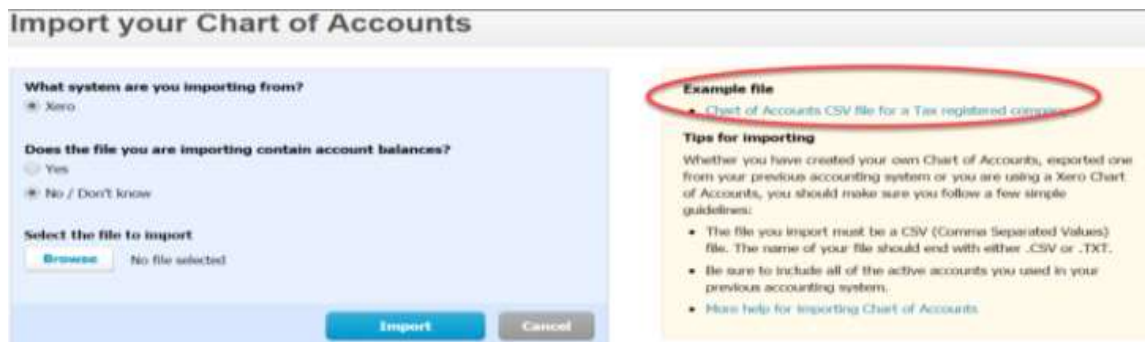 Import your Chart of Accounts
What system are you importing from?
Xero
Does the file you are importing contain account balances?
Yes
No / Don't know
Select the file to import
Browse No file selected
Import Cancel
Example file
• Chart of Accounts CSV file for a Tax registered company
Tips for importing
Whether you have created your own Chart of Accounts, exported one
from your previous accounting system or you are using a Xero Chart
of Accounts, you should make sure you follow a few simple
guidelines:
• The file you import must be a CSV (Comma Separated Values)
file. The name of your file should end with either .CSV or .TXT.
• Be sure to include all of the active accounts you used in your
previous accounting system.
• More help for importing Chart of Accounts